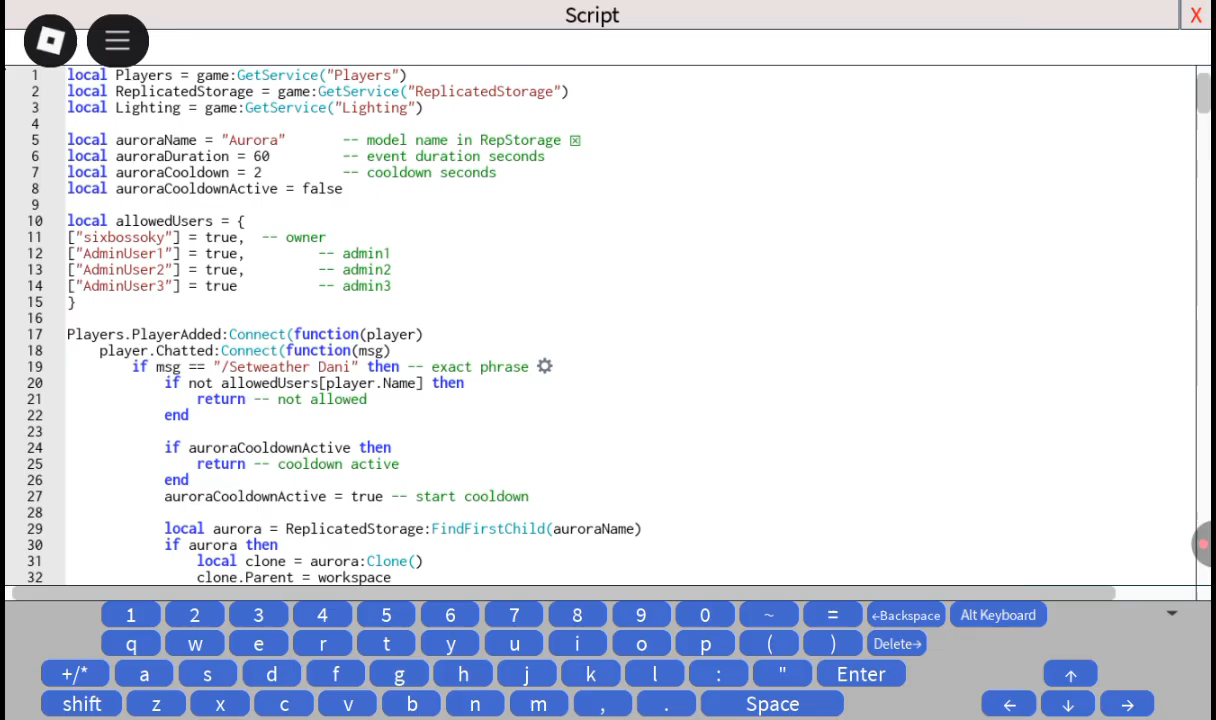 Script
X
1 local Players = game:GetService("Players")
2 local ReplicatedStorage = game:GetService("ReplicatedStorage")
3 local Lighting = game:GetService("Lighting")
4
5 local auroraName = "Aurora" -- model name in RepStorage ☒
6 local auroraDuration = 60 -- event duration seconds
7 local auroraCooldown = 2 -- cooldown seconds
8 local auroraCooldownActive = false
9
10 local allowedUsers = {
11 ["sixbossoky"] = true, -- owner
12 ["AdminUser1"] = true, -- admin1
13 ["AdminUser2"] = true, -- admin2
14 ["AdminUser3"] = true -- admin3
15 }
16
17 Players.PlayerAdded:Connect(function(player)
18 player.Chatted:Connect(function(msg)
19 if msg == "/Setweather Dani" then -- exact phrase ⚙
20 if not allowedUsers[player.Name] then
21 return -- not allowed
22 end
23
24 if auroraCooldownActive then
25 return -- cooldown active
26 end
27 auroraCooldownActive = true -- start cooldown
28
29 local aurora = ReplicatedStorage:FindFirstChild(auroraName)
30 if aurora then
31 local clone = aurora:Clone()
32 clone.Parent = workspace
1 2 3 4 5 6 7 8 9 0 ~ = ←Backspace Alt Keyboard
q w e r t y u i o p ( ) Delete→
+/* a s d f g h j k l : " Enter ↑
shift z x c v b n m , . Space ← ↓ →